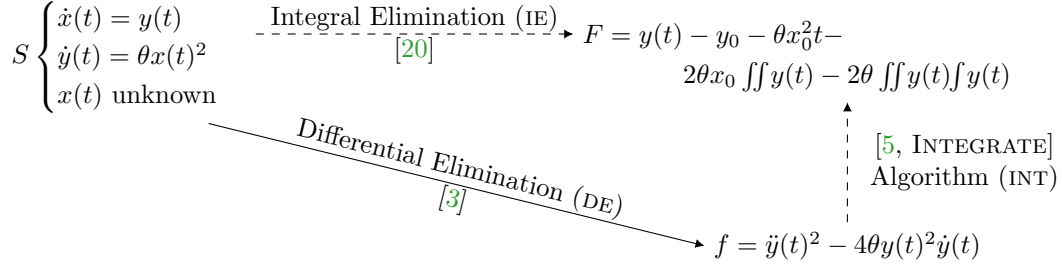 S { ẋ(t) = y(t)
ẏ(t) = θx(t)²
x(t) unknown
Integral Elimination (IE)
[20]
F = y(t) − y₀ − θx₀²t−
2θx₀ ∬ y(t) − 2θ ∬ y(t) ∫ y(t)
Differential Elimination (DE)
[3]
[5, INTEGRATE]
Algorithm (INT)
f = ÿ(t)² − 4θy(t)²ẏ(t)